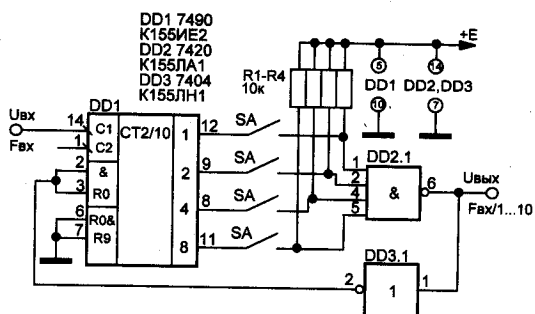 DD1 7490
К155ИЕ2
DD2 7420
К155ЛА1
DD3 7404
К155ЛН1
+E
R1-R4
10к
5
14
DD1
DD2,DD3
10
7
Uвх
Fвх
DD1
14
C1
CT2/10
1
12
SA
1
C2
2
&
2
9
SA
3
R0
4
8
SA
6
R0&
7
R9
8
11
SA
DD2.1
1
2
4
5
&
6
Uвых
Fвх/1...10
DD3.1
2
1
1